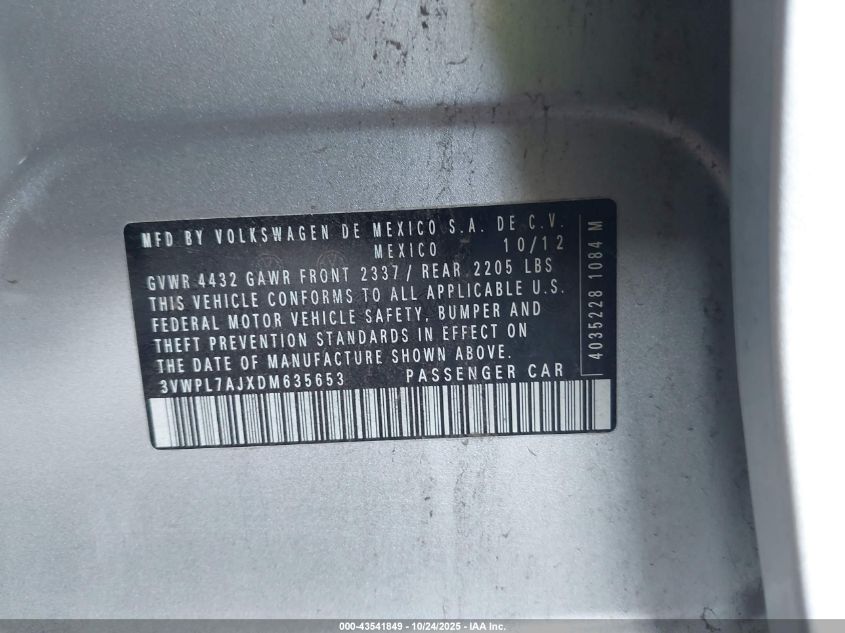 MFD BY VOLKSWAGEN DE MEXICO S.A. DE C.V.
MEXICO 10/12
GVWR 4432 GAWR FRONT 2337 / REAR 2205 LBS
THIS VEHICLE CONFORMS TO ALL APPLICABLE U.S.
FEDERAL MOTOR VEHICLE SAFETY, BUMPER AND
THEFT PREVENTION STANDARDS IN EFFECT ON
THE DATE OF MANUFACTURE SHOWN ABOVE.
3VWPL7AJXDM635653 PASSENGER CAR
4035228 1084 M
000-43541849 - 10/24/2025 - IAA Inc.